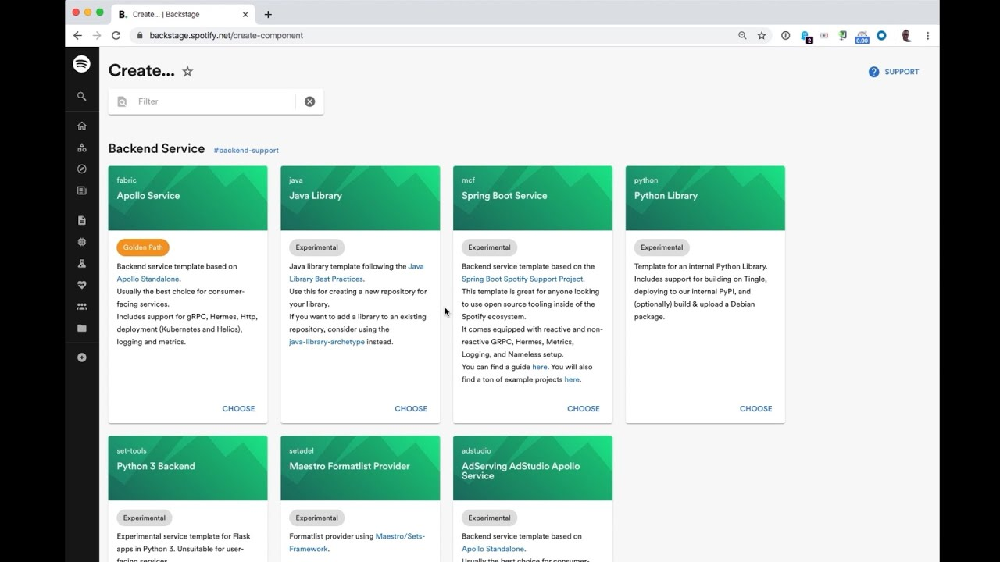 B. Create... | Backstage
backstage.spotify.net/create-component
2
0.90
Create...
SUPPORT
Filter
Backend Service #backend-support
fabric
Apollo Service
Golden Path
Backend service template based on
Apollo Standalone.
Usually the best choice for consumer-
facing services.
Includes support for gRPC, Hermes, Http,
deployment (Kubernetes and Helios),
logging and metrics.
CHOOSE
java
Java Library
Experimental
Java library template following the Java
Library Best Practices.
Use this for creating a new repository for
your library.
If you want to add a library to an existing
repository, consider using the
java-library-archetype instead.
CHOOSE
mcf
Spring Boot Service
Experimental
Backend service template based on the
Spring Boot Spotify Support Project.
This template is great for anyone looking
to use open source tooling inside of the
Spotify ecosystem.
It comes equipped with reactive and non-
reactive GRPC, Hermes, Metrics,
Logging, and Nameless setup.
You can find a guide here. You will also
find a ton of example projects here.
CHOOSE
python
Python Library
Experimental
Template for an internal Python Library.
Includes support for building on Tingle,
deploying to our internal PyPI, and
(optionally) build & upload a Debian
package.
CHOOSE
set-tools
Python 3 Backend
Experimental
Experimental service template for Flask
apps in Python 3. Unsuitable for user-
facing services.
setadel
Maestro Formatlist Provider
Experimental
Formatlist provider using Maestro/Sets-
Framework.
adstudio
AdServing AdStudio Apollo
Service
Experimental
Backend service template based on
Apollo Standalone.
Usually the best choice for consumer-